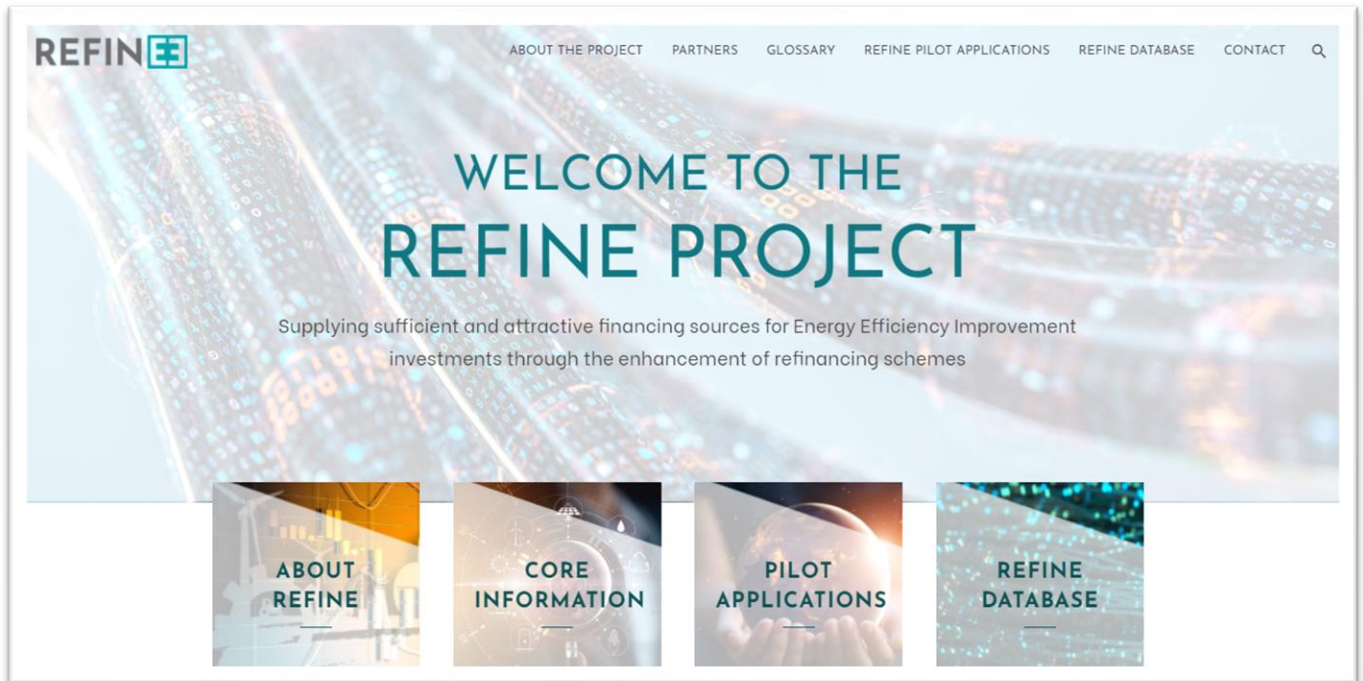 REFINE
ABOUT THE PROJECT PARTNERS GLOSSARY REFINE PILOT APPLICATIONS REFINE DATABASE CONTACT
WELCOME TO THE
REFINE PROJECT
Supplying sufficient and attractive financing sources for Energy Efficiency Improvement
investments through the enhancement of refinancing schemes
ABOUT
REFINE
CORE
INFORMATION
PILOT
APPLICATIONS
REFINE
DATABASE